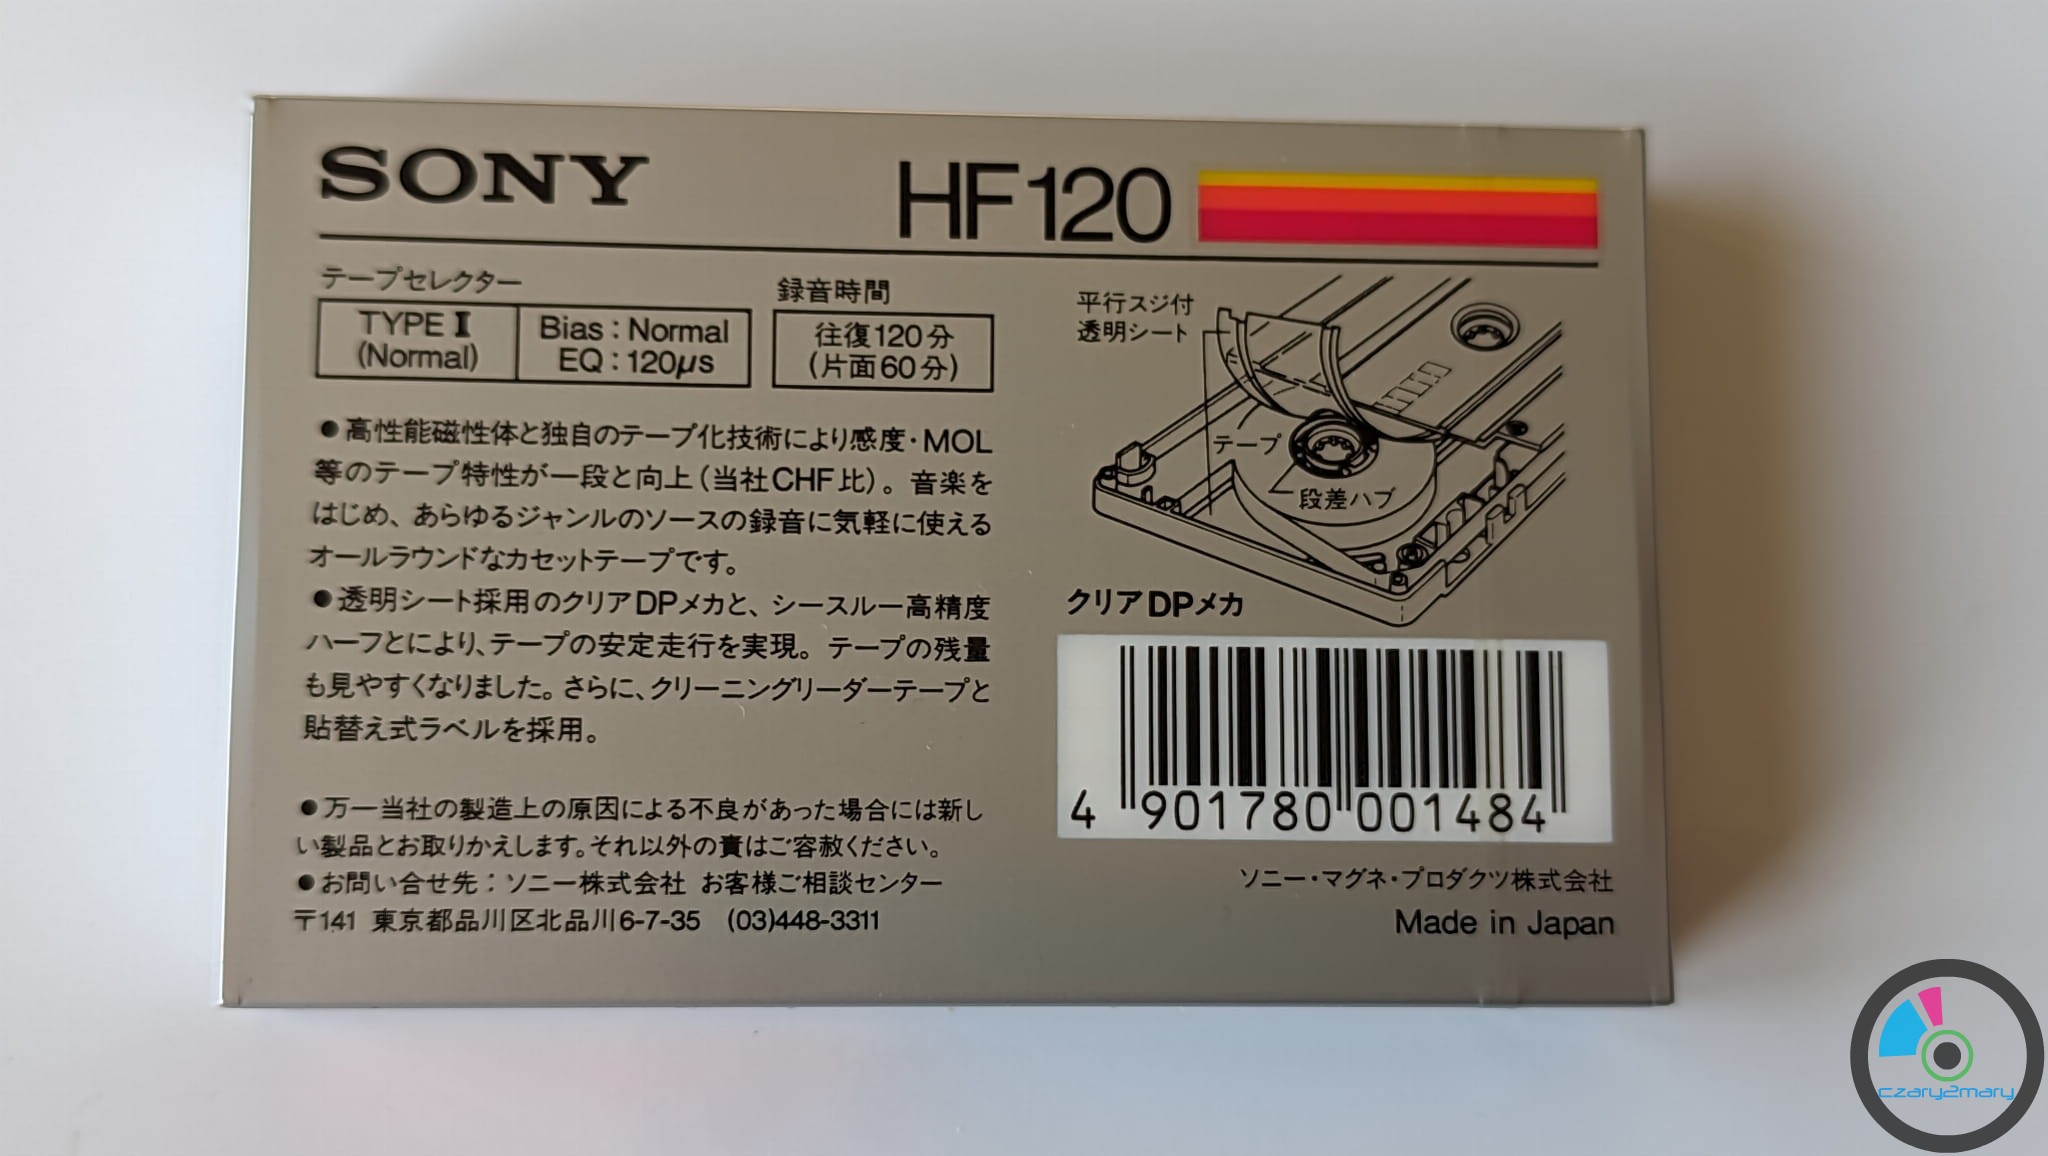 SONY
HF120
テープセレクター
TYPE I
(Normal)
Bias : Normal
EQ : 120μs
録音時間
往復120分
(片面60分)
●高性能磁性体と独自のテープ化技術により感度・MOL
等のテープ特性が一段と向上(当社CHF比)。音楽を
はじめ、あらゆるジャンルのソースの録音に気軽に使える
オールラウンドなカセットテープです。
●透明シート採用のクリアDPメカと、シースルー高精度
ハーフとにより、テープの安定走行を実現。テープの残量
も見やすくなりました。さらに、クリーニングリーダーテープと
貼替え式ラベルを採用。
●万一当社の製造上の原因による不良があった場合には新し
い製品とお取りかえします。それ以外の責はご容赦ください。
●お問い合せ先：ソニー株式会社 お客様ご相談センター
〒141 東京都品川区北品川6-7-35 (03)448-3311
平行スジ付
透明シート
テープ
段差ハブ
クリアDPメカ
4 901780 001484
ソニー・マグネ・プロダクツ株式会社
Made in Japan
czary2mary